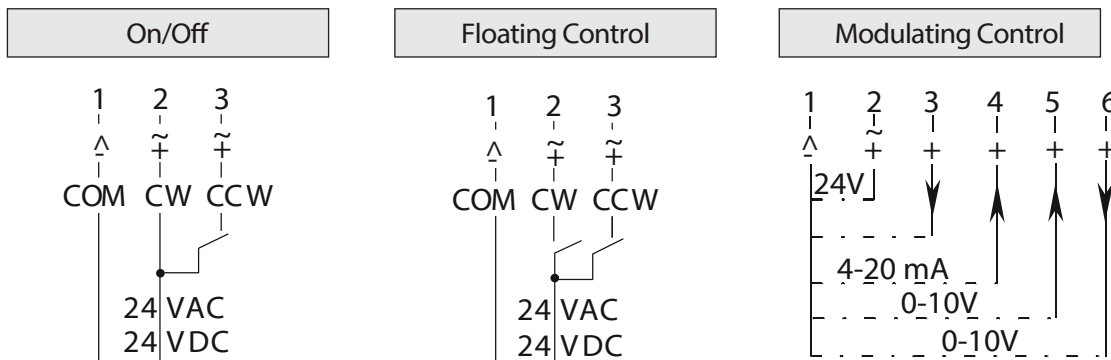 On/Off
1 2 3
COM CW CCW
24 VAC
24 VDC
Floating Control
1 2 3
COM CW CCW
24 VAC
24 VDC
Modulating Control
1 2 3 4 5 6
24V
4-20 mA
0-10V
0-10V